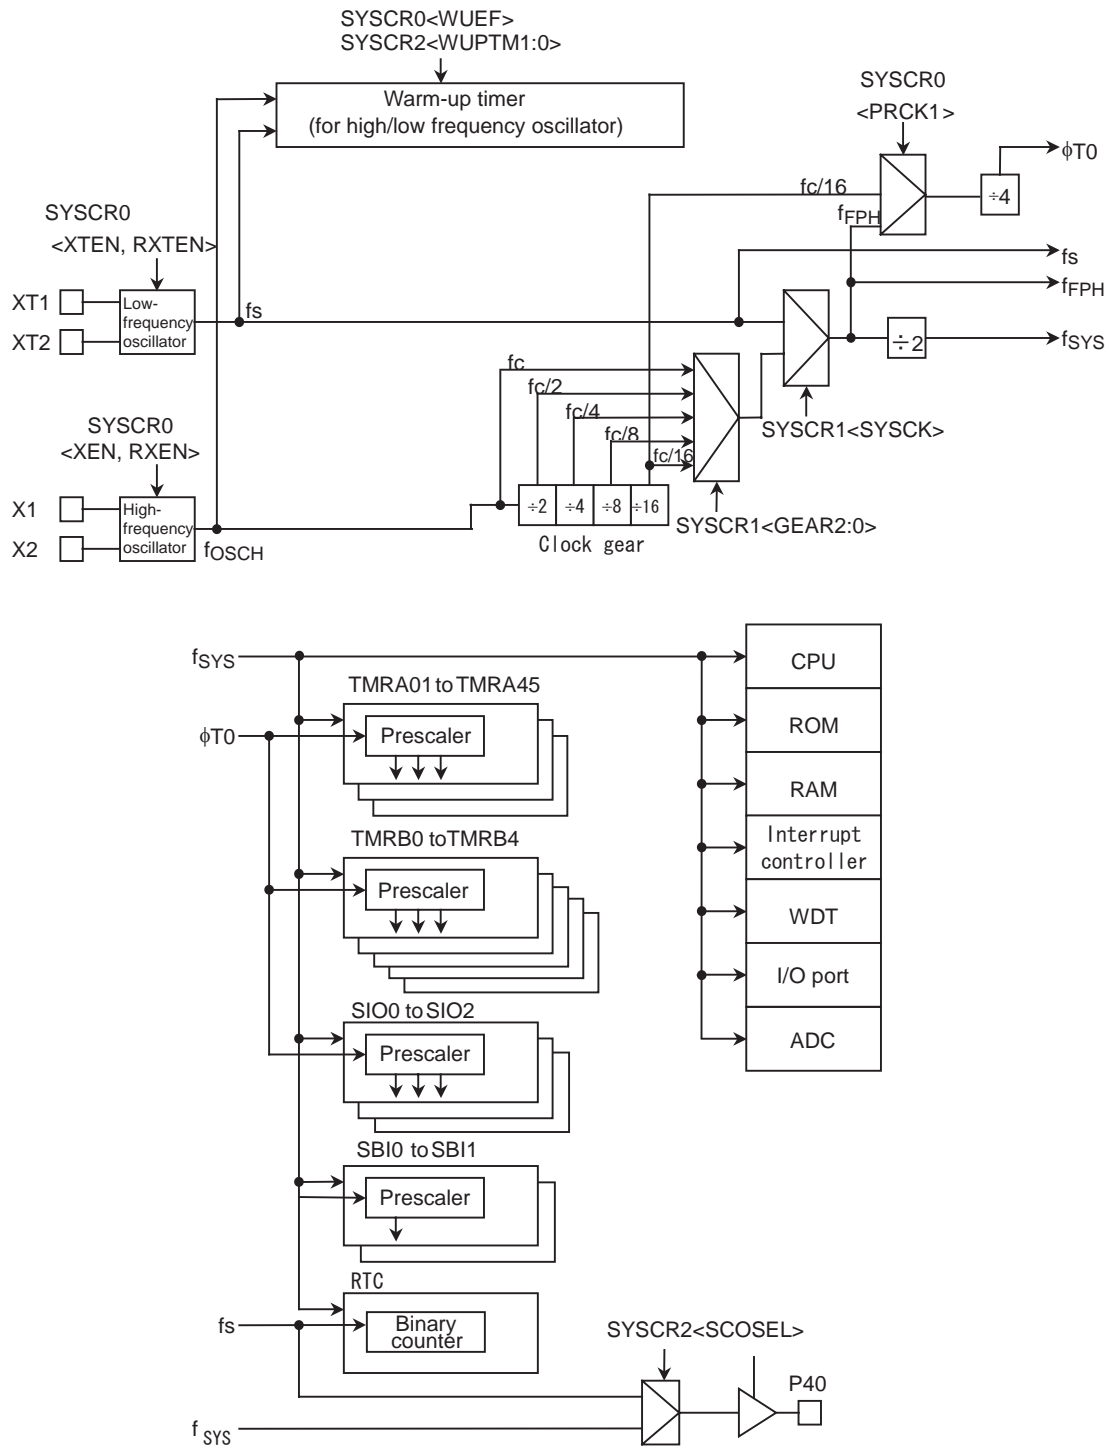 SYSCR0<WUEF>
SYSCR2<WUPTM1:0>
Warm-up timer
(for high/low frequency oscillator)
SYSCR0
<PRCK1>
ϕT0
fc/16
÷4
fFPH
SYSCR0
<XTEN, RXTEN>
fs
fFPH
XT1
Low-
frequency
oscillator
fs
XT2
÷2
fSYS
fc
fc/2
fc/4
fc/8
fc/16
SYSCR1<SYSCK>
SYSCR0
<XEN, RXEN>
X1
High-
frequency
oscillator
X2
fOSCH
÷2
÷4
÷8
÷16
Clock gear
SYSCR1<GEAR2:0>
fSYS
CPU
TMRA01 to TMRA45
ϕT0
Prescaler
ROM
RAM
TMRB0 to TMRB4
Interrupt
controller
Prescaler
WDT
I/O port
SIO0 to SIO2
Prescaler
ADC
SBI0 to SBI1
Prescaler
RTC
fs
Binary
counter
SYSCR2<SCOSEL>
P40
f SYS